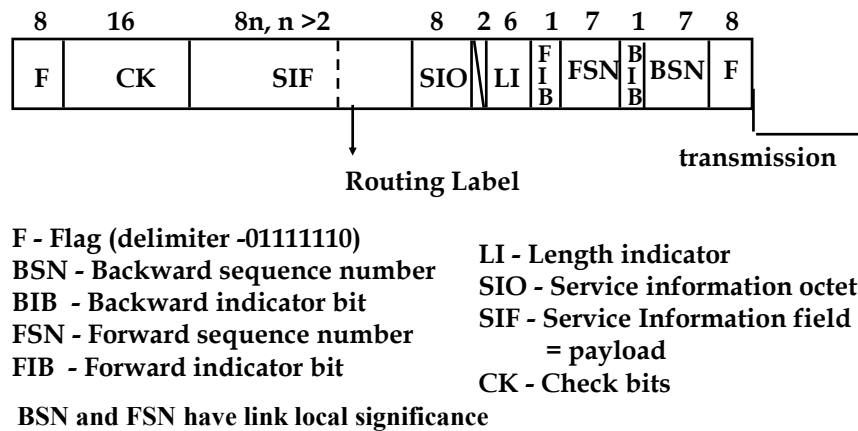 8 16 8n, n >2 8 2 6 1 7 1 7 8
F CK SIF SIO LI FIB FSN BIB BSN F
transmission
Routing Label
F - Flag (delimiter -01111110)
BSN - Backward sequence number
BIB - Backward indicator bit
FSN - Forward sequence number
FIB - Forward indicator bit
LI - Length indicator
SIO - Service information octet
SIF - Service Information field
= payload
CK - Check bits
BSN and FSN have link local significance